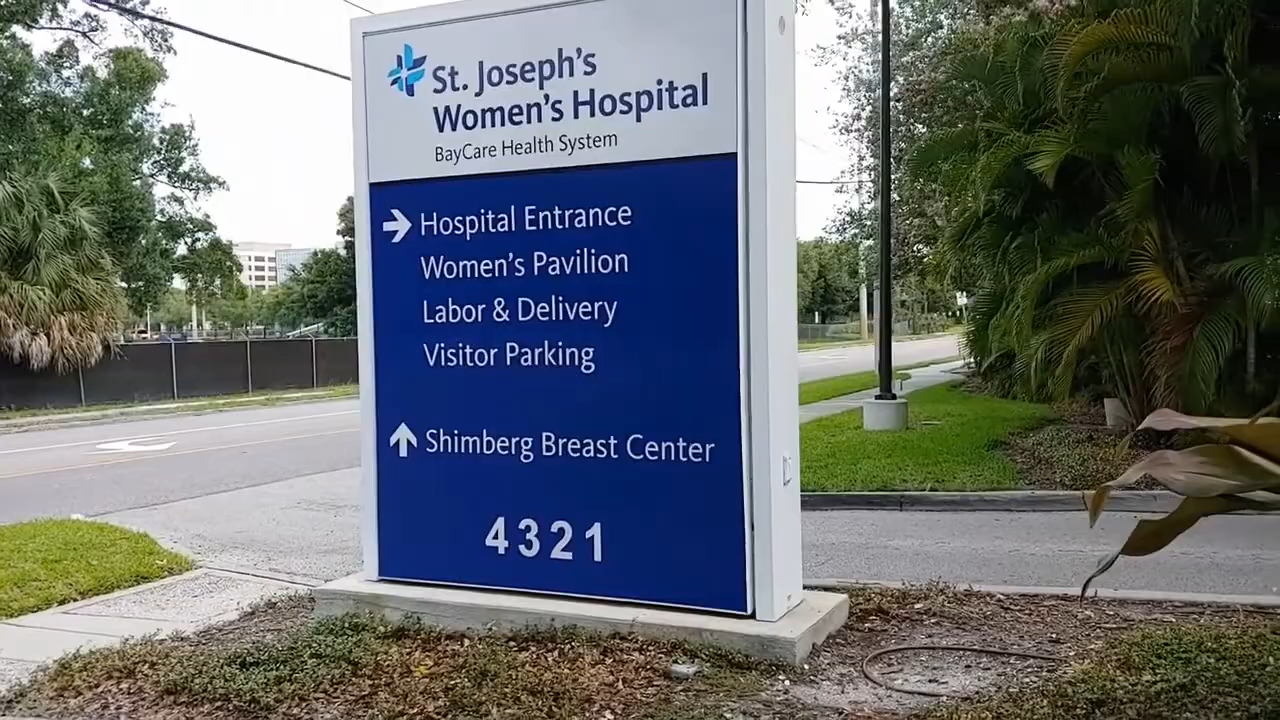 St. Joseph's
Women's Hospital
BayCare Health System
Hospital Entrance
Women's Pavilion
Labor & Delivery
Visitor Parking
Shimberg Breast Center
4321